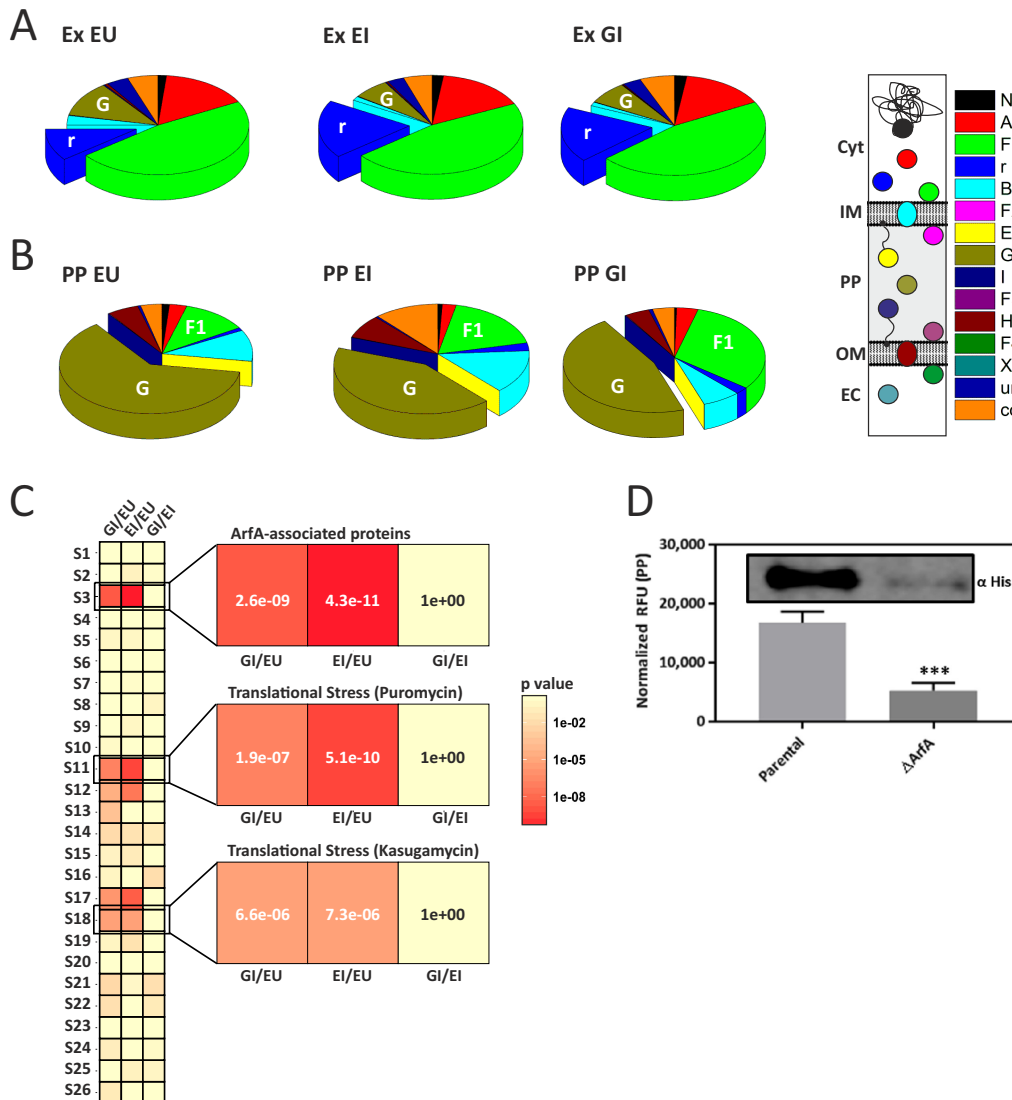 A
Ex EU
Ex EI
Ex GI
G
r
G
r
G
r
B
PP EU
PP EI
PP GI
F1
G
F1
G
F1
G
Cyt
IM
PP
OM
EC
N
A
F
r
B
F
E
G
I
F
H
F
X
C
GI/EU
EI/EU
GI/EI
S1
S2
S3
S4
S5
S6
S7
S8
S9
S10
S11
S12
S13
S14
S15
S16
S17
S18
S19
S20
S21
S22
S23
S24
S25
S26
ArfA-associated proteins
2.6e-09 4.3e-11 1e+00
GI/EU EI/EU GI/EI
Translational Stress (Puromycin)
1.9e-07 5.1e-10 1e+00
GI/EU EI/EU GI/EI
Translational Stress (Kasugamycin)
6.6e-06 7.3e-06 1e+00
GI/EU EI/EU GI/EI
p value
1e-02
1e-05
1e-08
D
Normalized RFU (PP)
30,000
20,000
10,000
0
α His
***
Parental
△ArfA